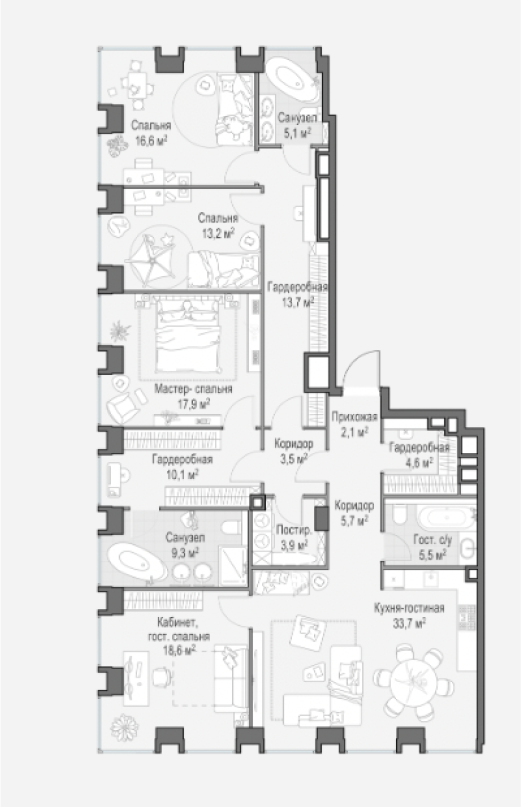 Санузел
5,1 м²
Спальня
16,6 м²
Спальня
13,2 м²
Гардеробная
13,7 м²
Мастер- спальня
17,9 м²
Прихожая
2,1 м²
Коридор
3,5 м²
Гардеробная
4,6 м²
Гардеробная
10,1 м²
Коридор
5,7 м²
Санузел
9,3 м²
Постир.
3,9 м²
Гост. с/у
5,5 м²
Кабинет,
гост. спальня
18,6 м²
Кухня-гостиная
33,7 м²